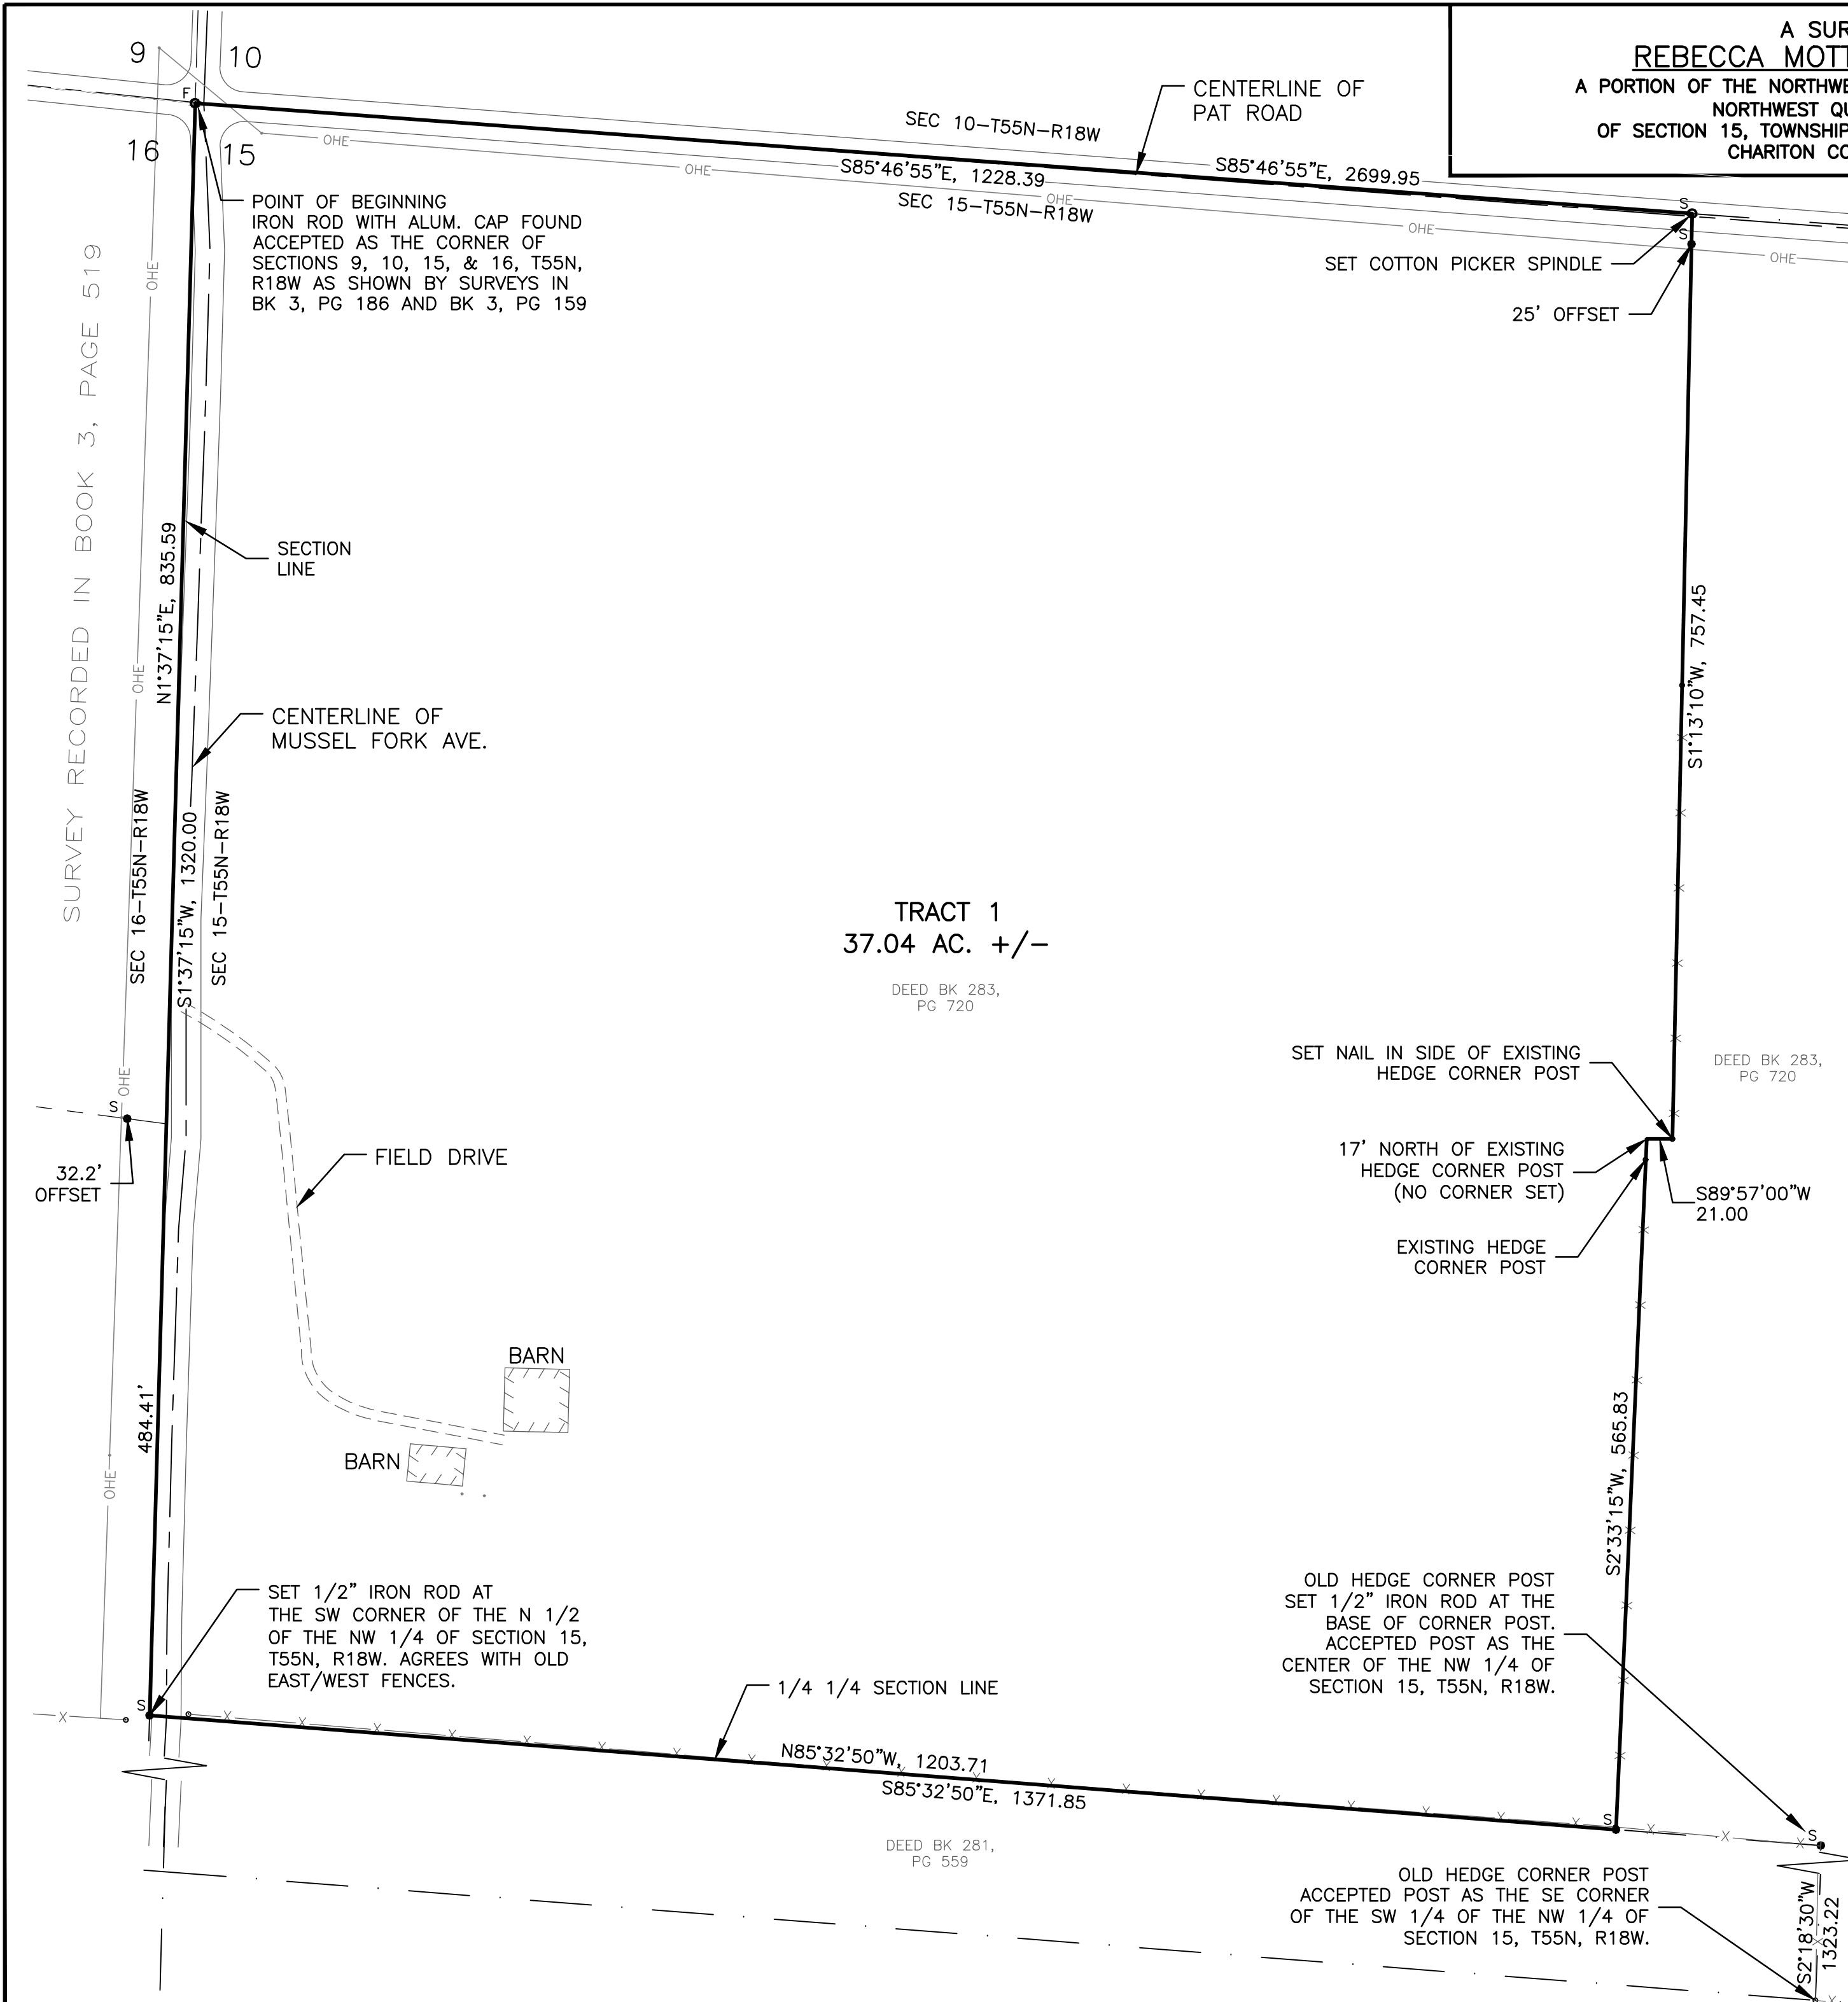 A SUR
REBECCA MOTT
A PORTION OF THE NORTHWE
NORTHWEST QU
OF SECTION 15, TOWNSHIP
CHARITON CO
9
10
F
16
15
OHE
SEC 10-T55N-R18W
CENTERLINE OF
PAT ROAD
S85°46'55"E, 1228.39
S85°46'55"E, 2699.95
OHE
SEC 15-T55N-R18W
OHE
OHE
S
S
OHE
SET COTTON PICKER SPINDLE
25' OFFSET
POINT OF BEGINNING
IRON ROD WITH ALUM. CAP FOUND
ACCEPTED AS THE CORNER OF
SECTIONS 9, 10, 15, & 16, T55N,
R18W AS SHOWN BY SURVEYS IN
BK 3, PG 186 AND BK 3, PG 159
SURVEY RECORDED IN BOOK 3, PAGE 519
OHE
N1°37'15"E, 835.59
SECTION
LINE
OHE
CENTERLINE OF
MUSSEL FORK AVE.
S1°13'10"W, 757.45
SEC 16-T55N-R18W
S1°37'15"W, 1320.00
SEC 15-T55N-R18W
TRACT 1
37.04 AC. +/-
DEED BK 283,
PG 720
OHE
S
32.2'
OFFSET
FIELD DRIVE
SET NAIL IN SIDE OF EXISTING
HEDGE CORNER POST
DEED BK 283,
PG 720
17' NORTH OF EXISTING
HEDGE CORNER POST
(NO CORNER SET)
S89°57'00"W
21.00
EXISTING HEDGE
CORNER POST
BARN
BARN
484.41'
OHE
S2°33'15"W, 565.83
SET 1/2" IRON ROD AT
THE SW CORNER OF THE N 1/2
OF THE NW 1/4 OF SECTION 15,
T55N, R18W. AGREES WITH OLD
EAST/WEST FENCES.
OLD HEDGE CORNER POST
SET 1/2" IRON ROD AT THE
BASE OF CORNER POST.
ACCEPTED POST AS THE
CENTER OF THE NW 1/4 OF
SECTION 15, T55N, R18W.
1/4 1/4 SECTION LINE
S
N85°32'50"W, 1203.71
S85°32'50"E, 1371.85
S
S
DEED BK 281,
PG 559
OLD HEDGE CORNER POST
ACCEPTED POST AS THE SE CORNER
OF THE SW 1/4 OF THE NW 1/4 OF
SECTION 15, T55N, R18W.
S2°18'30"W
1323.22